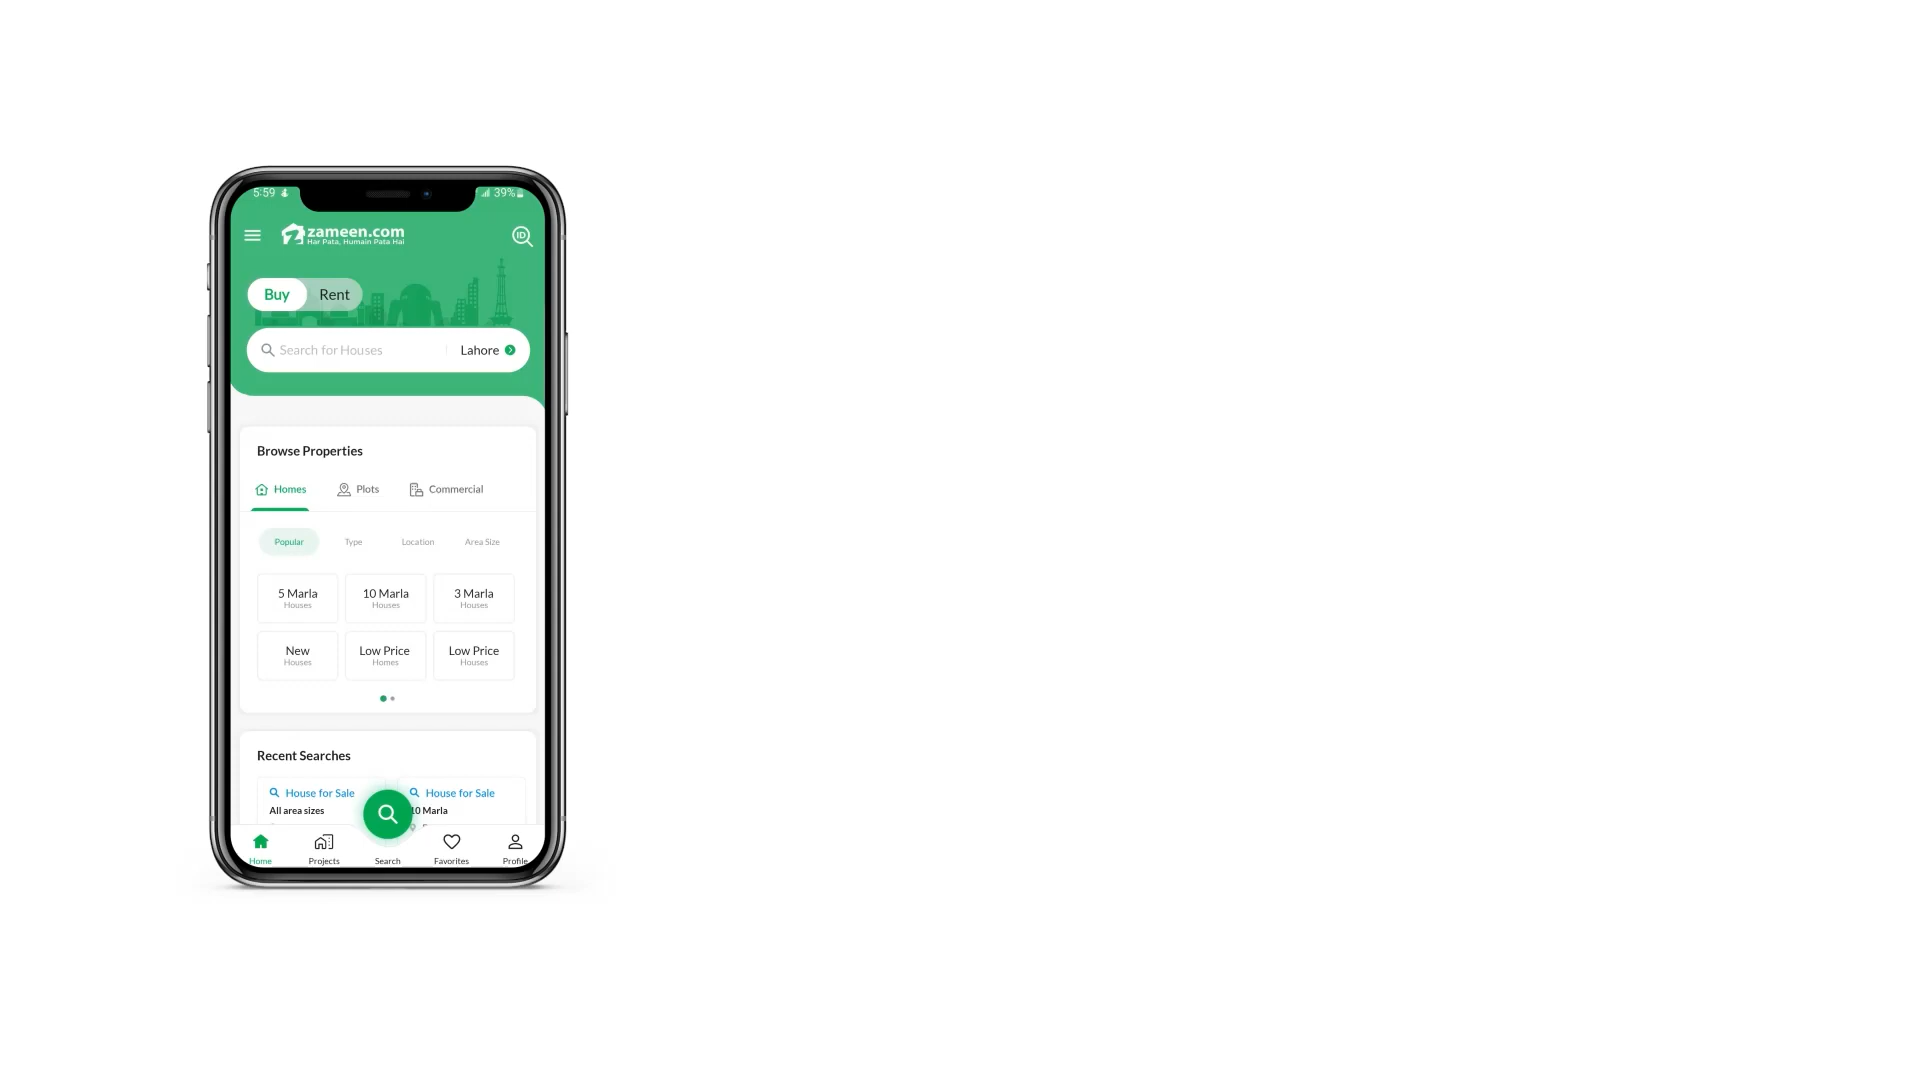 5:59
39%
zameen.com
Har Pata, Humain Pata Hai
ID
Buy Rent
Search for Houses Lahore
Browse Properties
Homes Plots Commercial
Popular Type Location Area Size
5 Marla 10 Marla 3 Marla
Houses Houses Houses
New Low Price Low Price
Houses Homes Houses
Recent Searches
House for Sale House for Sale
All area sizes 10 Marla
Home Projects Search Favorites Profile